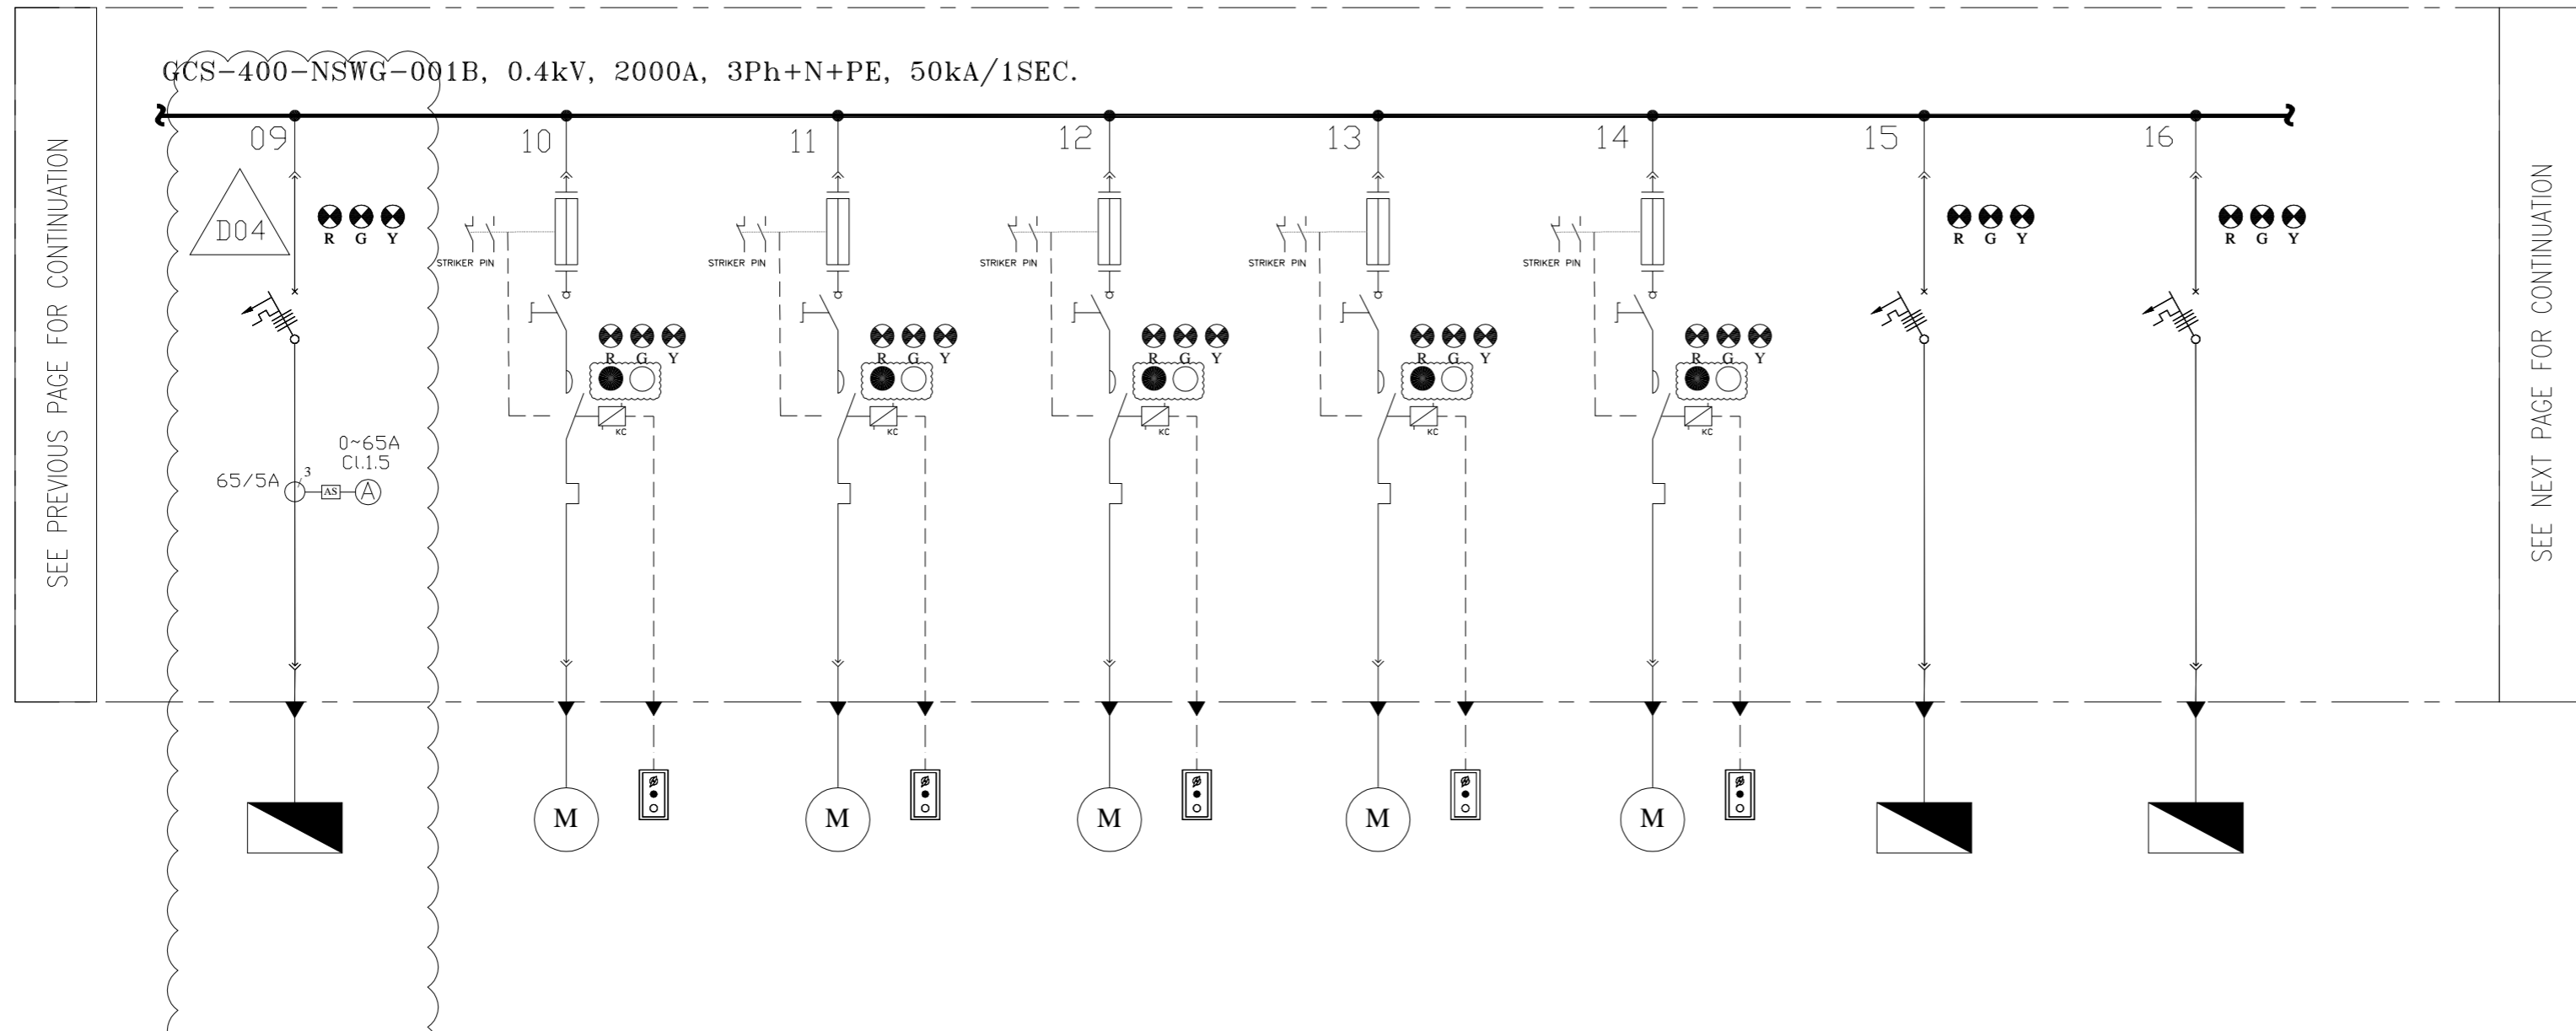 GCS-400-NSWG-001B, 0.4kV, 2000A, 3Ph+N+PE, 50kA/1SEC.
SEE PREVIOUS PAGE FOR CONTINUATION
09
10
11
12
13
14
15
16
SEE NEXT PAGE FOR CONTINUATION
D04
R G Y
R G Y
R G Y
STRIKER PIN
STRIKER PIN
STRIKER PIN
STRIKER PIN
STRIKER PIN
R G Y
R G Y
R G Y
R G Y
R G Y
KC
KC
KC
KC
KC
0~65A
Cl.1.5
65/5A
3
AS
A
M
M
M
M
M